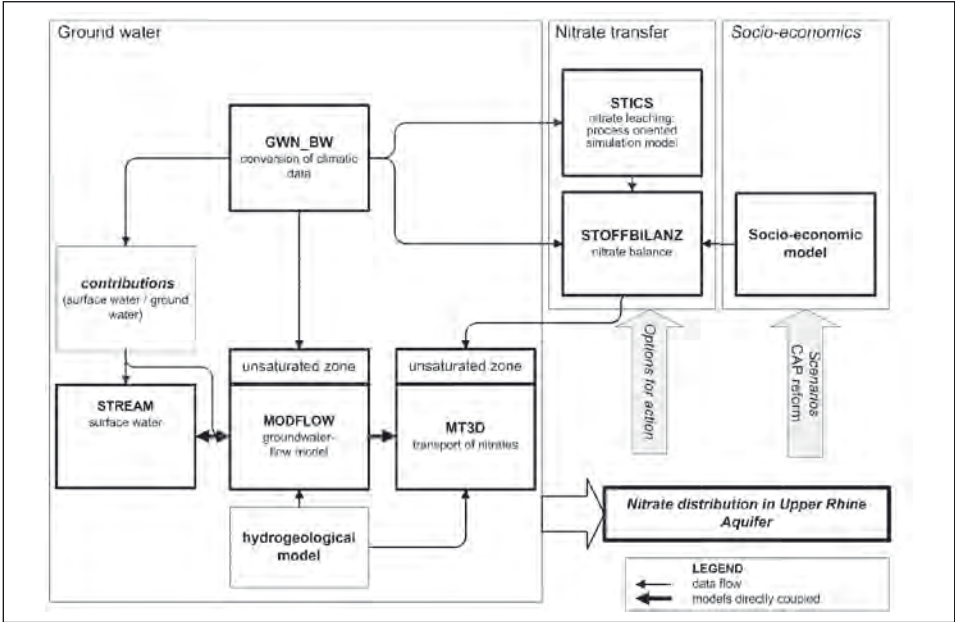 Ground water
Nitrate transfer
Socio-economics
STICS
nitrate leaching:
process oriented
simulation model
GWN_BW
conversion of climatic
data
STOFFBILANZ
nitrate balance
Socio-economic
model
contributions
(surface water / ground
water)
unsaturated zone
unsaturated zone
STREAM
surface water
MODFLOW
groundwater-
flow model
MT3D
transport of nitrates
Options for
action
Scenarios
CAP reform
hydrogeological
model
Nitrate distribution in Upper Rhine
Aquifer
LEGEND
data flow
models directly coupled